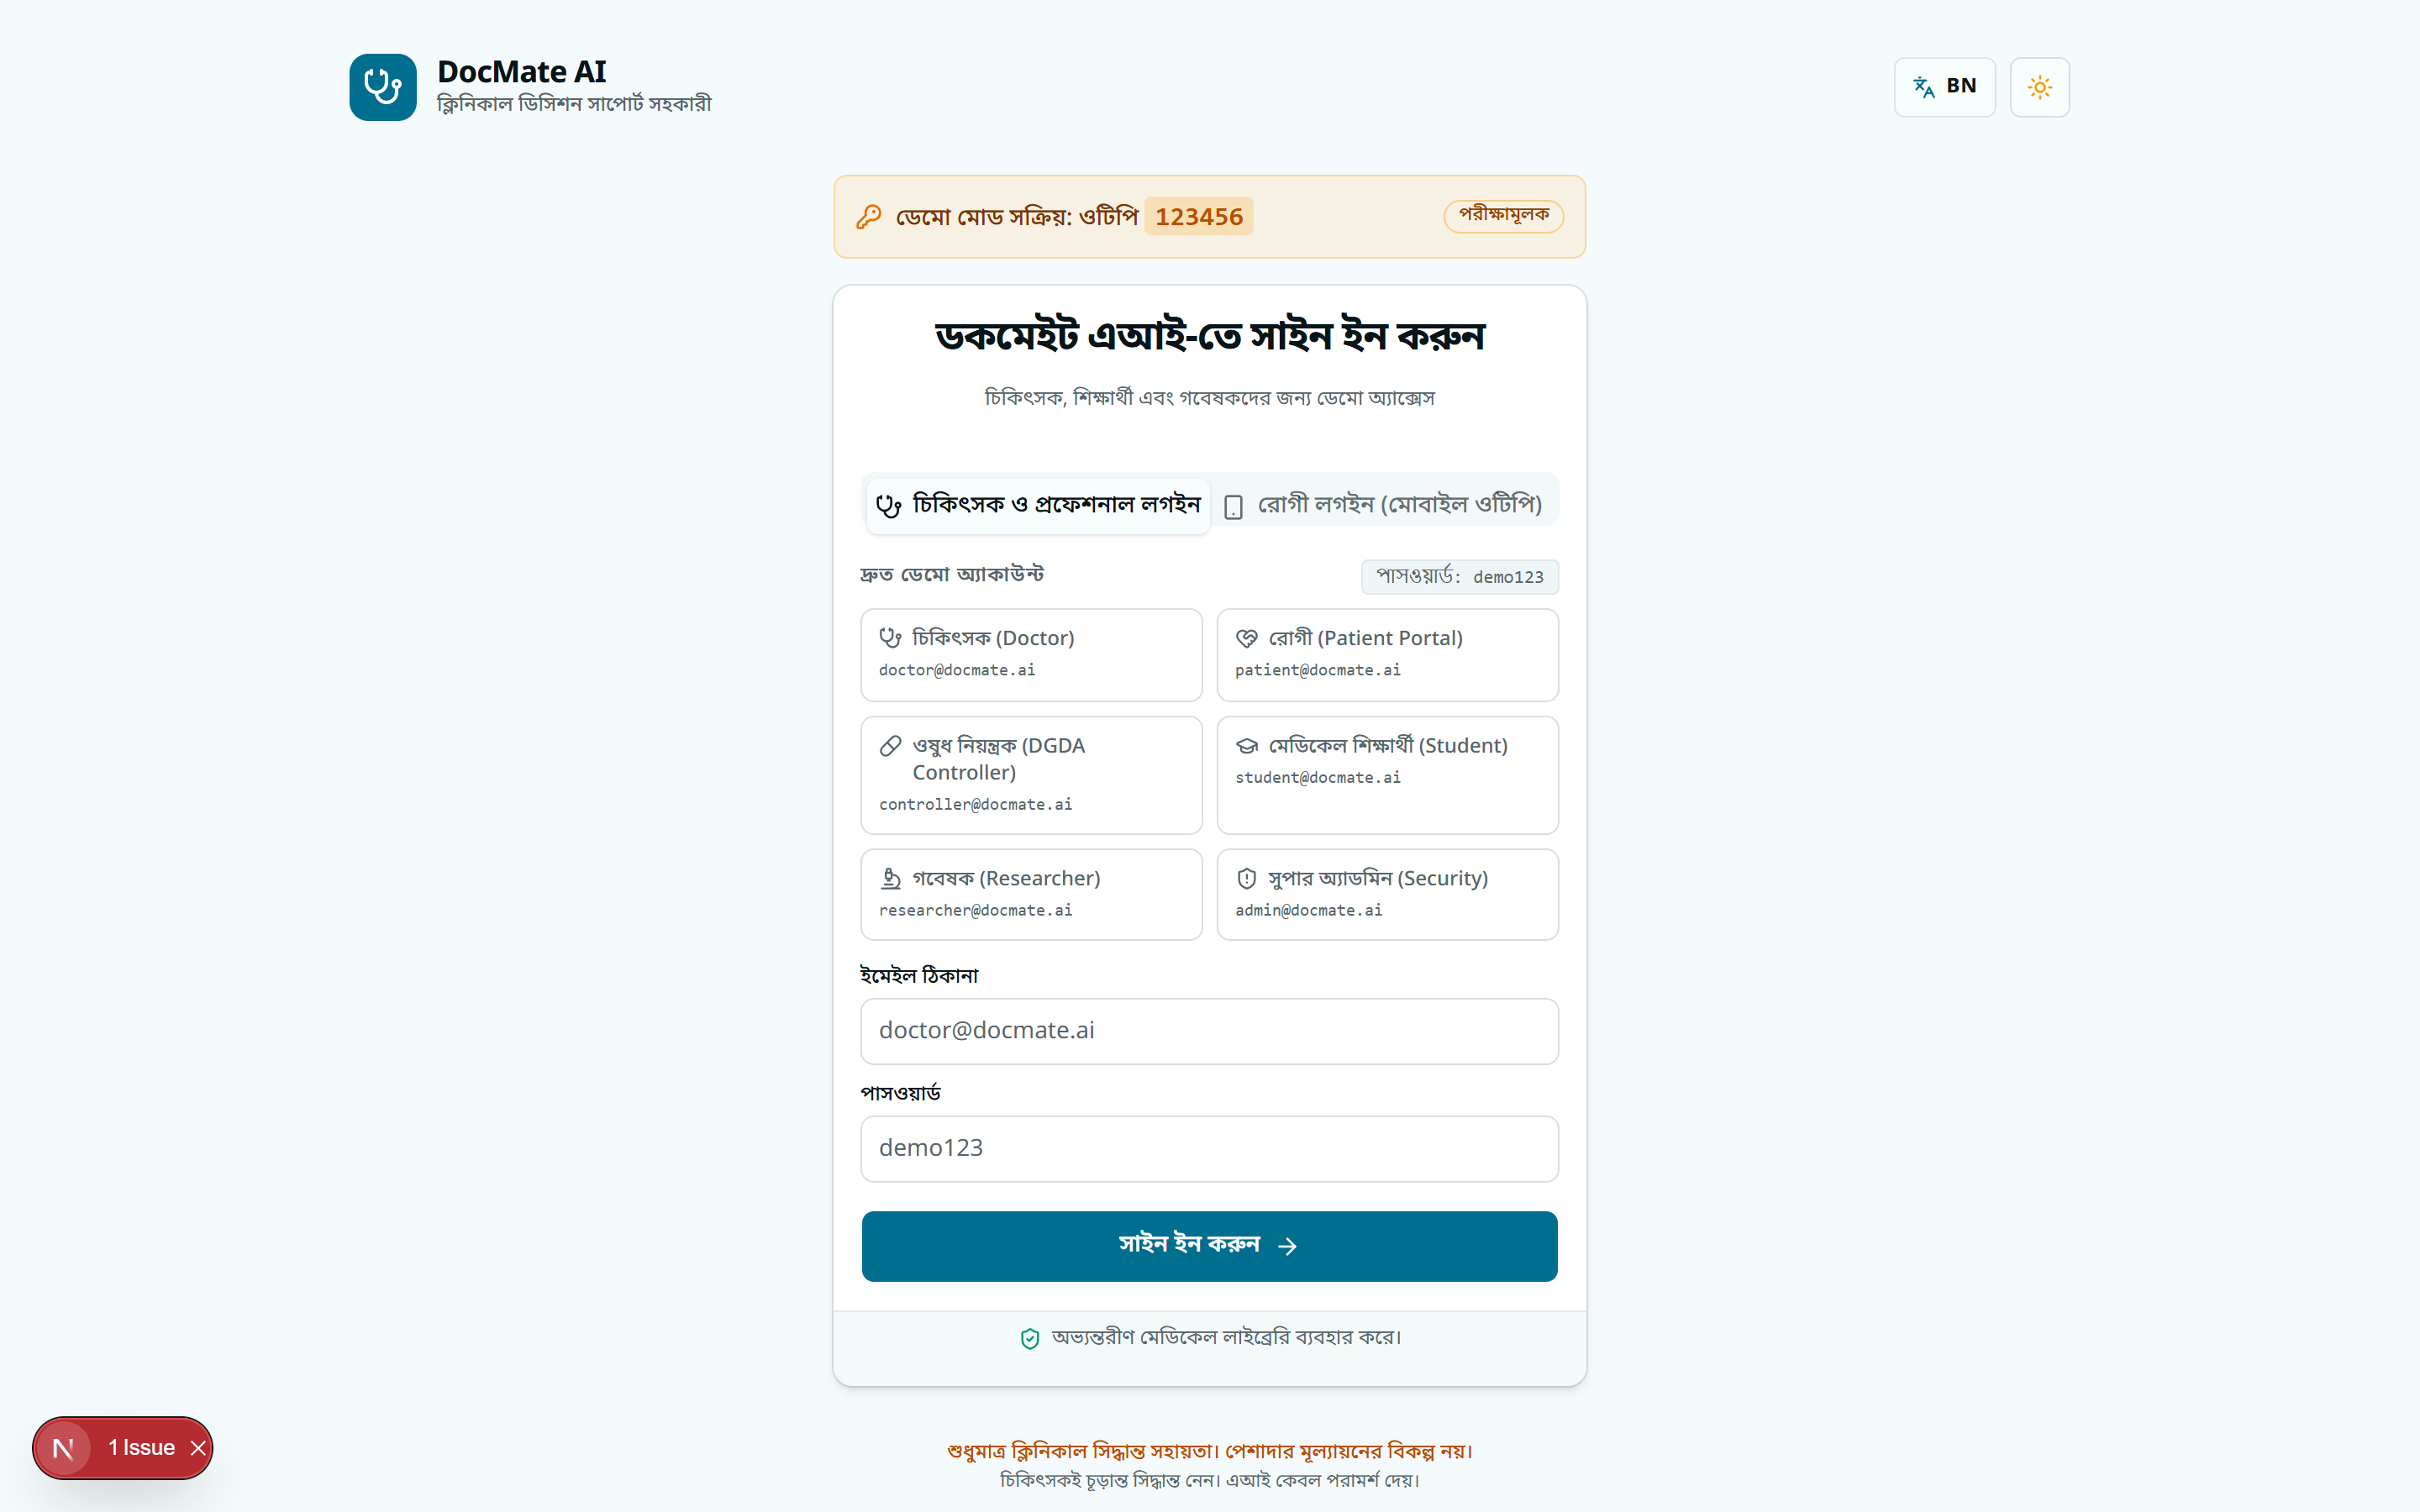 DocMate AI
ক্লিনিকাল ডিসিশন সাপোর্ট সহকারী
BN
ডেমো মোড সক্রিয়: ওটিপি 123456
পরীক্ষামূলক
ডকমেইট এআই-তে সাইন ইন করুন
চিকিৎসক, শিক্ষার্থী এবং গবেষকদের জন্য ডেমো অ্যাক্সেস
চিকিৎসক ও প্রফেশনাল লগইন
রোগী লগইন (মোবাইল ওটিপি)
দ্রুত ডেমো অ্যাকাউন্ট
পাসওয়ার্ড: demo123
চিকিৎসক (Doctor)
doctor@docmate.ai
রোগী (Patient Portal)
patient@docmate.ai
ওষুধ নিয়ন্ত্রক (DGDA
Controller)
controller@docmate.ai
মেডিকেল শিক্ষার্থী (Student)
student@docmate.ai
গবেষক (Researcher)
researcher@docmate.ai
সুপার অ্যাডমিন (Security)
admin@docmate.ai
ইমেইল ঠিকানা
doctor@docmate.ai
পাসওয়ার্ড
demo123
সাইন ইন করুন
অভ্যন্তরীণ মেডিকেল লাইব্রেরি ব্যবহার করে।
N 1 Issue
শুধুমাত্র ক্লিনিকাল সিদ্ধান্ত সহায়তা। পেশাদার মূল্যায়নের বিকল্প নয়।
চিকিৎসকই চূড়ান্ত সিদ্ধান্ত নেন। এআই কেবল পরামর্শ দেয়।